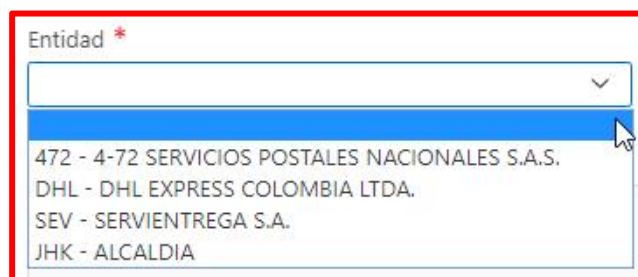 Entidad *
472 - 4-72 SERVICIOS POSTALES NACIONALES S.A.S.
DHL - DHL EXPRESS COLOMBIA LTDA.
SEV - SERVIENTREGA S.A.
JHK - ALCALDIA